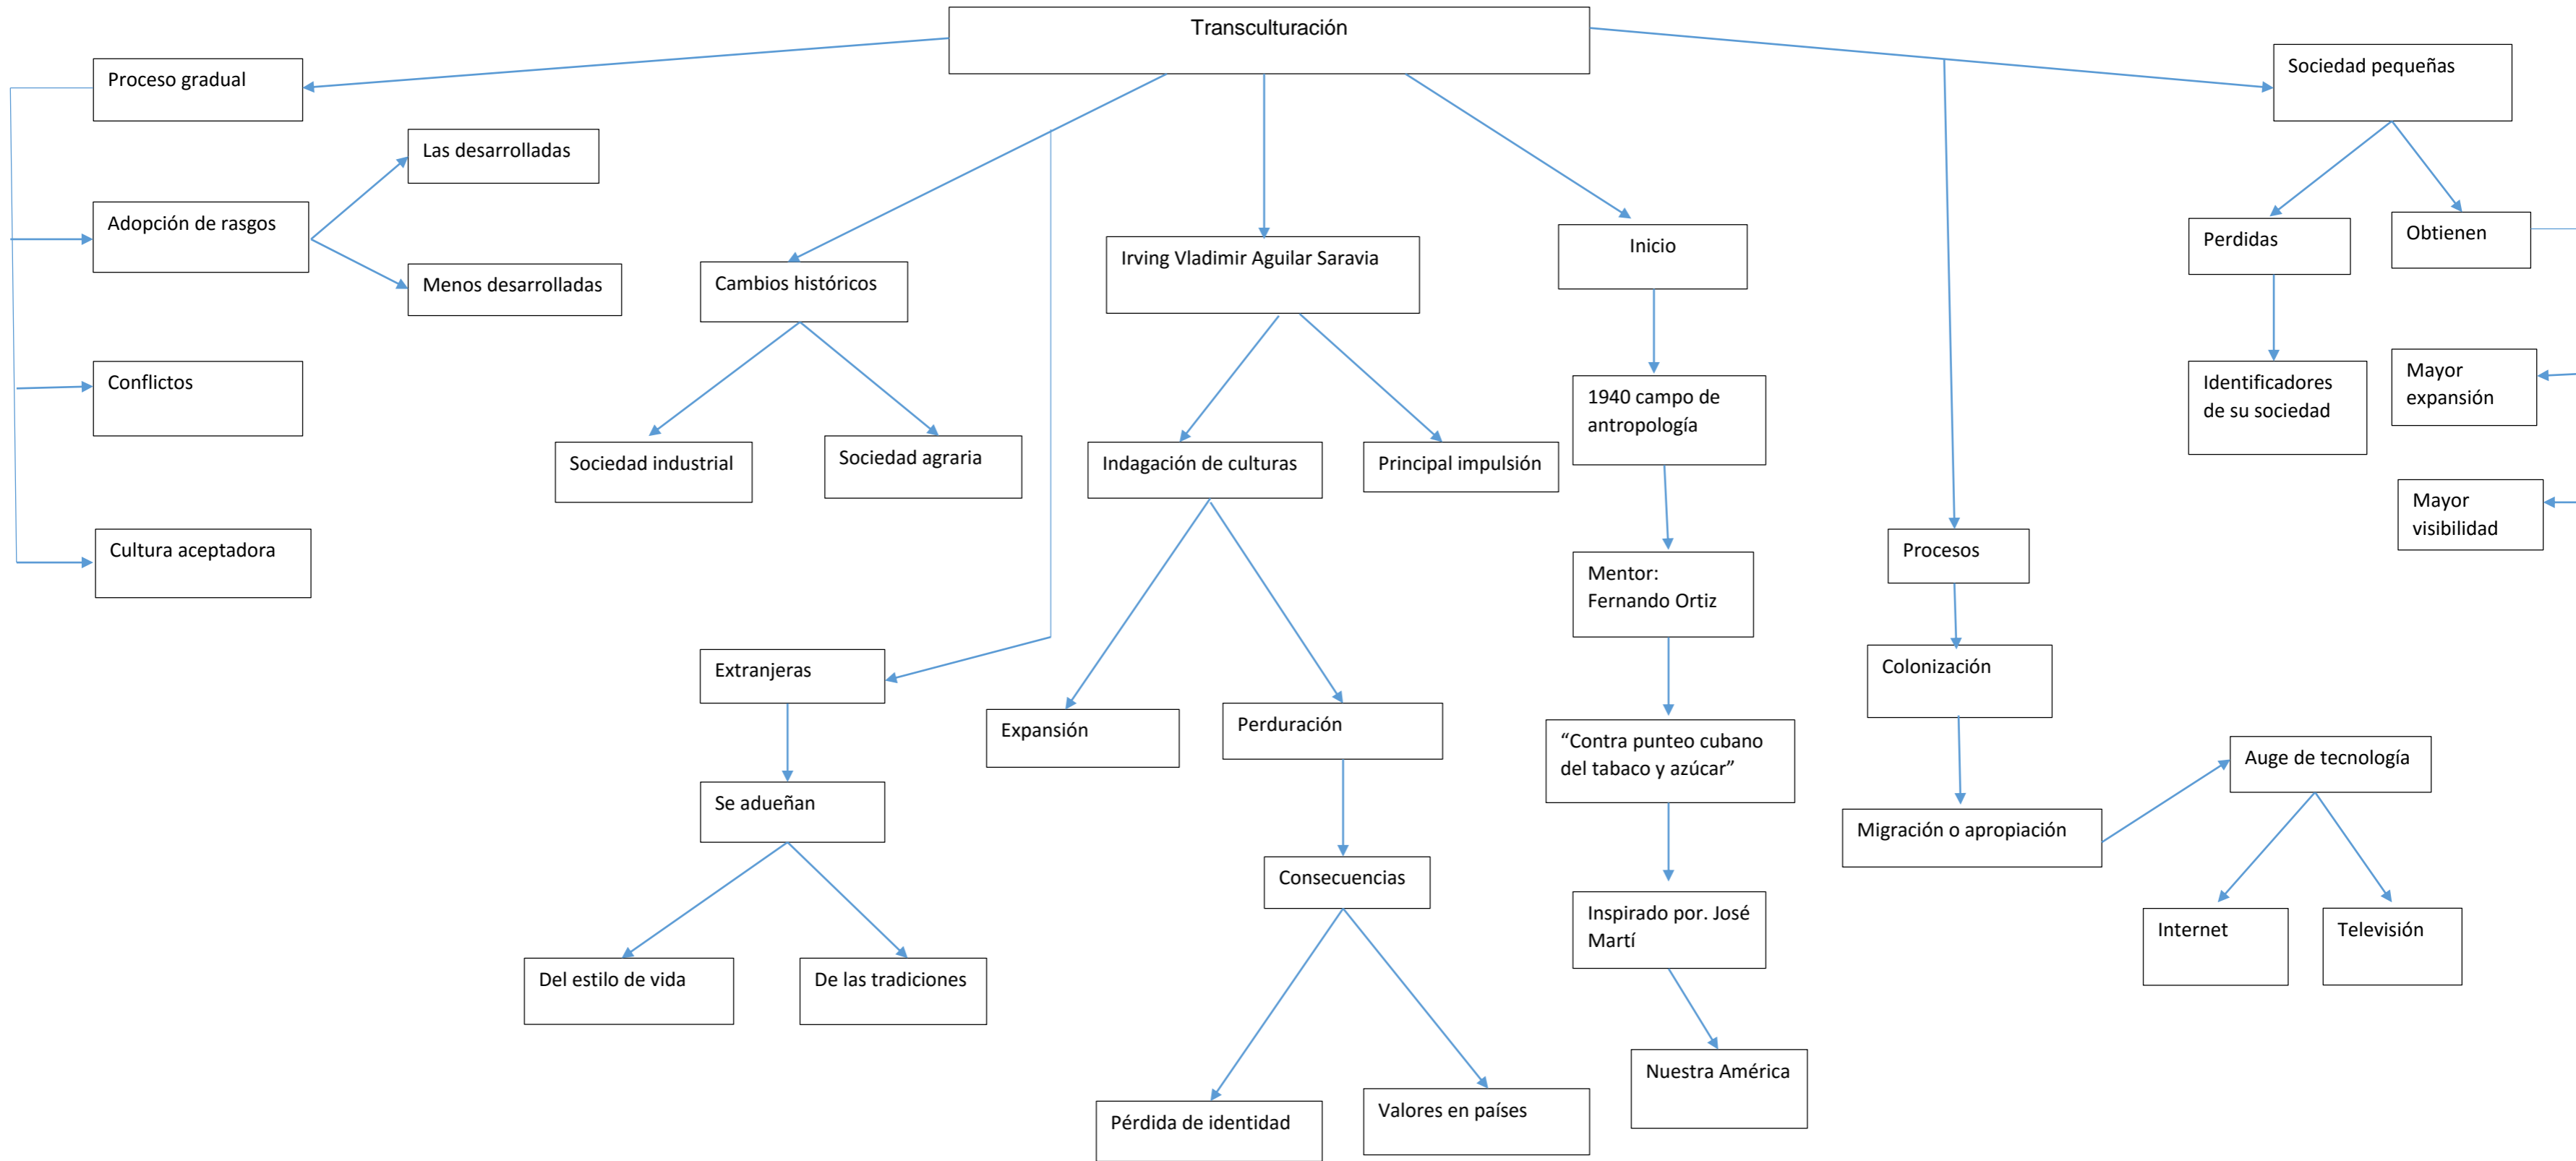 Transculturación
Proceso gradual
Adopción de rasgos
Las desarrolladas
Menos desarrolladas
Conflictos
Cultura aceptadora
Cambios históricos
Sociedad industrial
Sociedad agraria
Extranjeras
Se adueñan
Del estilo de vida
De las tradiciones
Irving Vladimir Aguilar Saravia
Indagación de culturas
Principal impulsión
Expansión
Perduración
Consecuencias
Pérdida de identidad
Valores en países
Inicio
1940 campo de
antropología
Mentor:
Fernando Ortiz
“Contra punteo cubano
del tabaco y azúcar”
Inspirado por. José
Martí
Nuestra América
Procesos
Colonización
Migración o apropiación
Auge de tecnología
Internet
Televisión
Sociedad pequeñas
Perdidas
Identificadores
de su sociedad
Obtienen
Mayor
expansión
Mayor
visibilidad